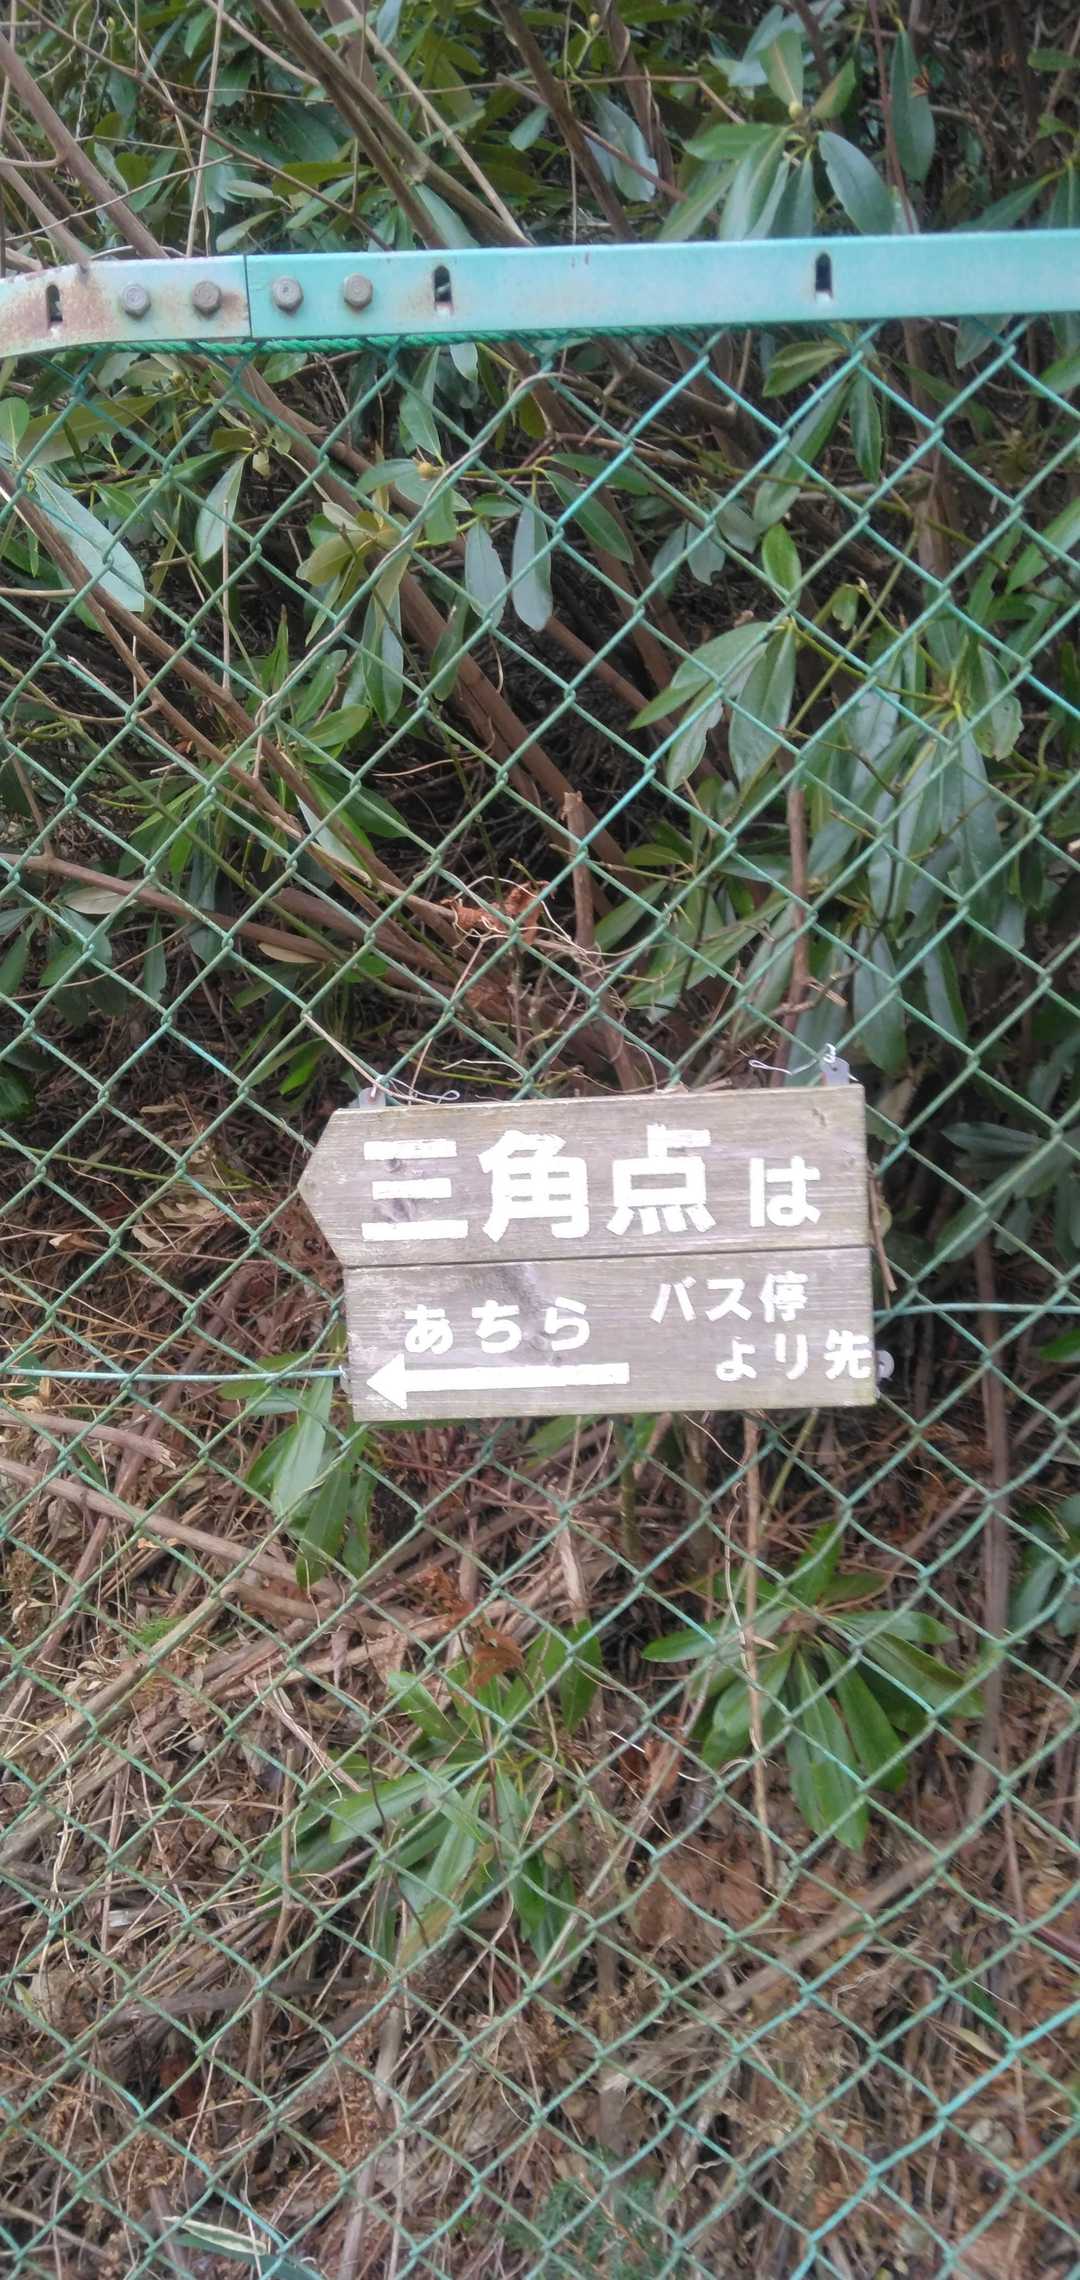 三角点は
あちら
バス停
より先